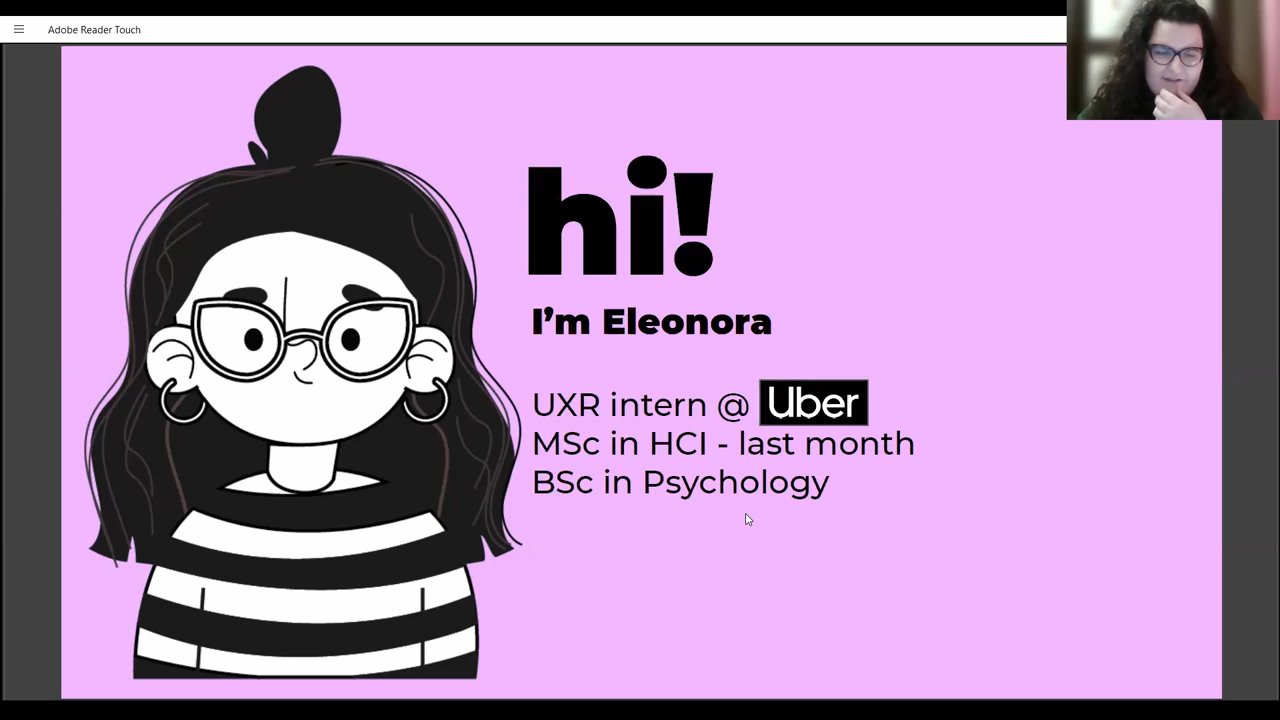 Adobe Reader Touch
hi!
I'm Eleonora
UXR intern @ Uber
MSc in HCI - last month
BSc in Psychology